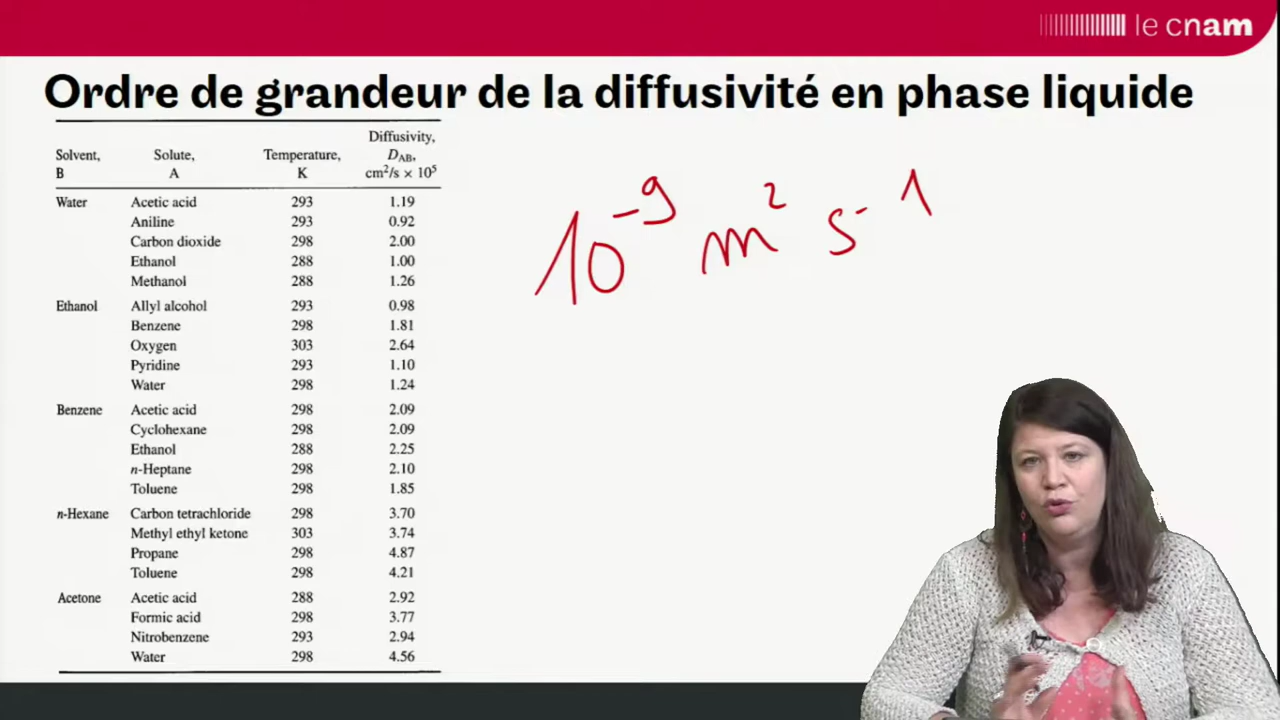 le cnam
Ordre de grandeur de la diffusivité en phase liquide
Solvent, B Solute, A Temperature, K Diffusivity, D_AB, cm²/s × 10⁵
Water Acetic acid 293 1.19
Aniline 293 0.92
Carbon dioxide 298 2.00
Ethanol 288 1.00
Methanol 288 1.26
Ethanol Allyl alcohol 293 0.98
Benzene 298 1.81
Oxygen 303 2.64
Pyridine 293 1.10
Water 298 1.24
Benzene Acetic acid 298 2.09
Cyclohexane 298 2.09
Ethanol 288 2.25
n-Heptane 298 2.10
Toluene 298 1.85
n-Hexane Carbon tetrachloride 298 3.70
Methyl ethyl ketone 303 3.74
Propane 298 4.87
Toluene 298 4.21
Acetone Acetic acid 288 2.92
Formic acid 298 3.77
Nitrobenzene 293 2.94
Water 298 4.56
10⁻⁹ m² s⁻¹